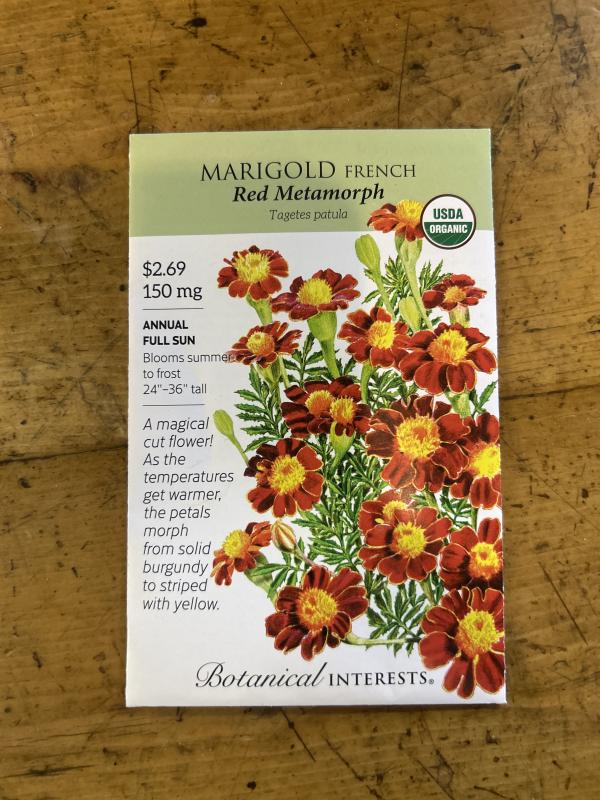 MARIGOLD FRENCH
Red Metamorph
Tagetes patula
USDA
ORGANIC
$2.69
150 mg
ANNUAL
FULL SUN
Blooms summer
to frost
24"–36" tall
A magical
cut flower!
As the
temperatures
get warmer,
the petals
morph
from solid
burgundy
to striped
with yellow.
Botanical INTERESTS®